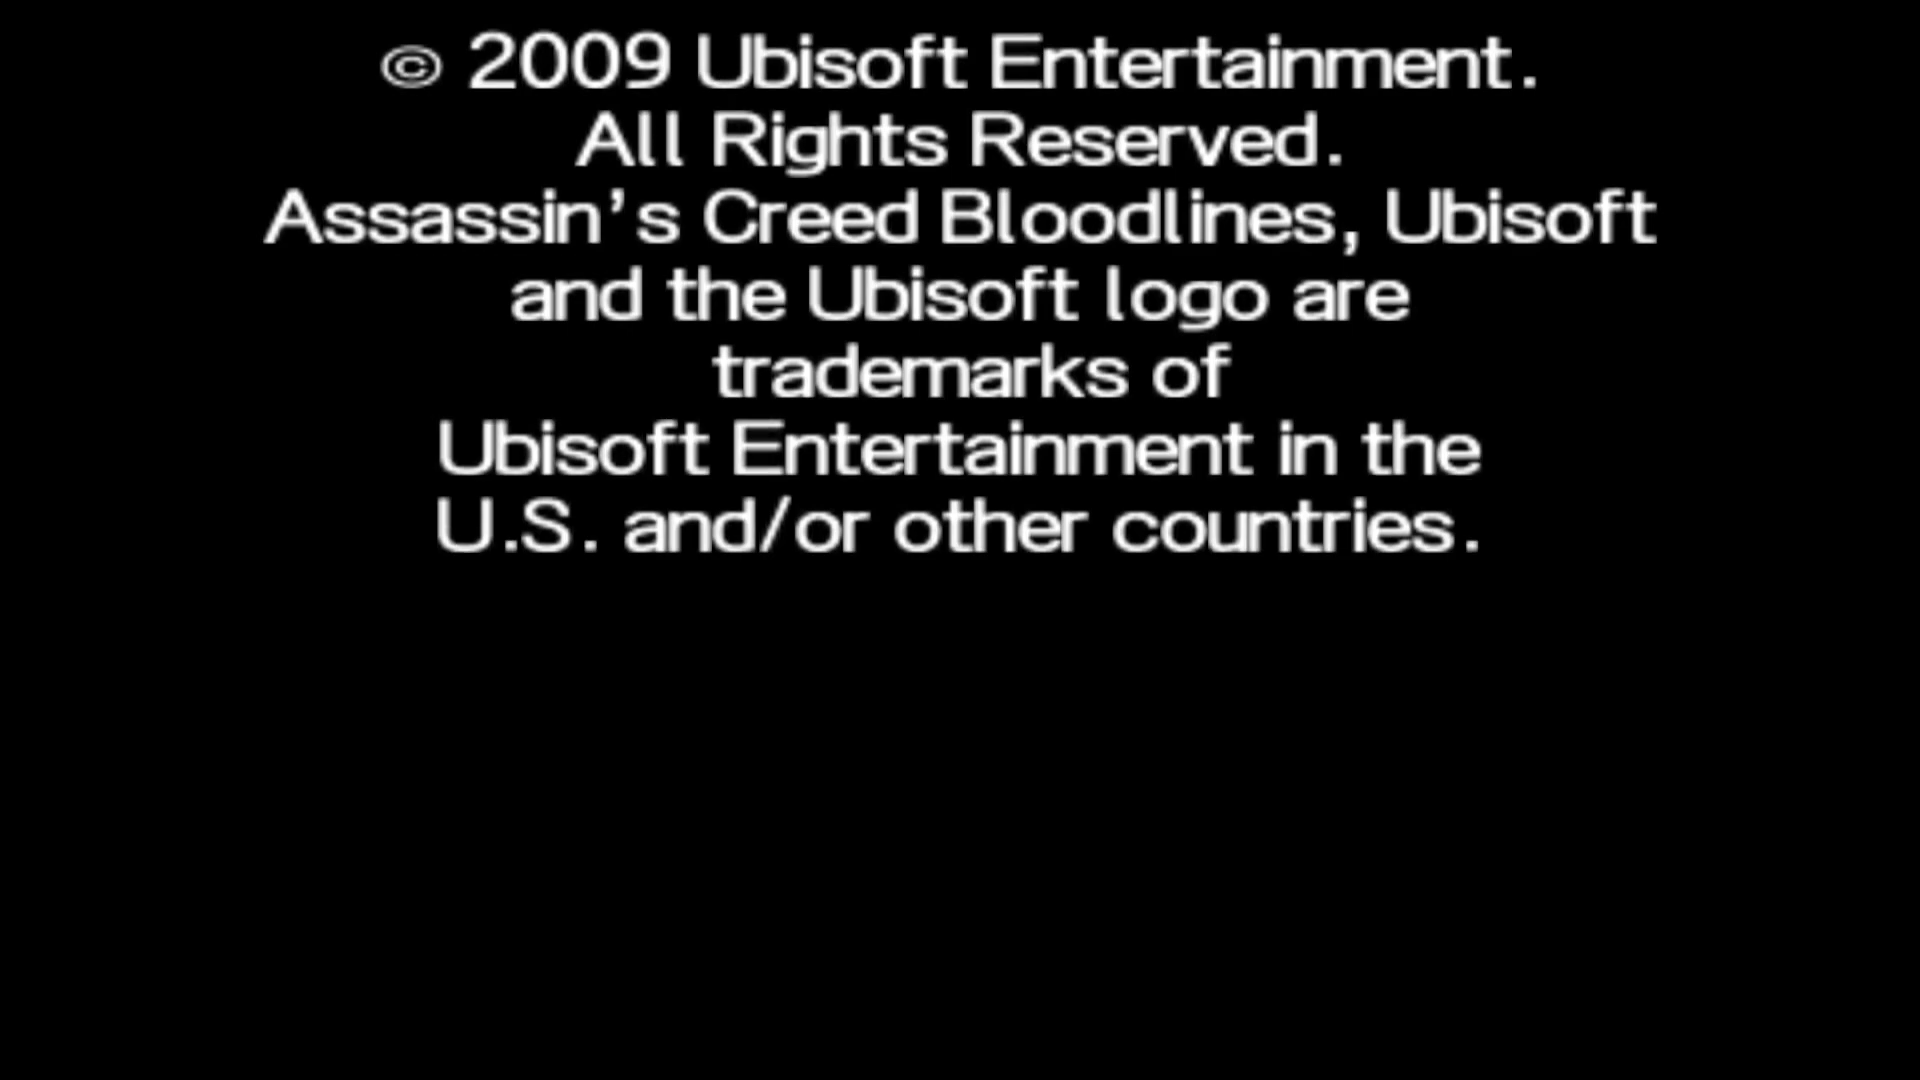 © 2009 Ubisoft Entertainment.
All Rights Reserved.
Assassin’s Creed Bloodlines, Ubisoft
and the Ubisoft logo are
trademarks of
Ubisoft Entertainment in the
U.S. and/or other countries.